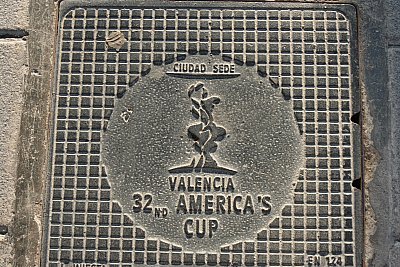 CIUDAD SEDE
VALENCIA
32ND AMERICA'S
CUP
EN 124